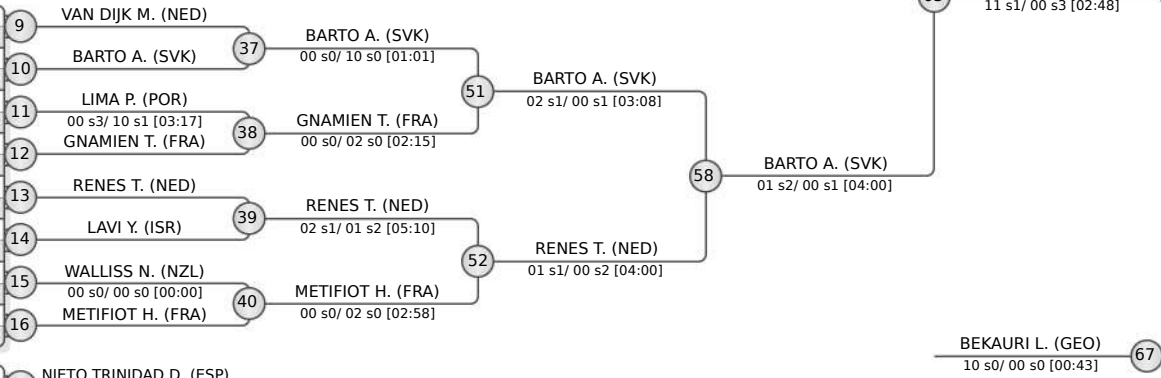 11 s1/ 00 s3 [02:48]
9
VAN DIJK M. (NED)
10
BARTO A. (SVK)
37
BARTO A. (SVK)
00 s0/ 10 s0 [01:01]
11
LIMA P. (POR)
00 s3/ 10 s1 [03:17]
12
GNAMIEN T. (FRA)
38
GNAMIEN T. (FRA)
00 s0/ 02 s0 [02:15]
51
BARTO A. (SVK)
02 s1/ 00 s1 [03:08]
13
RENES T. (NED)
14
LAVI Y. (ISR)
39
RENES T. (NED)
02 s1/ 01 s2 [05:10]
15
WALLISS N. (NZL)
00 s0/ 00 s0 [00:00]
16
METIFIOT H. (FRA)
40
METIFIOT H. (FRA)
00 s0/ 02 s0 [02:58]
52
RENES T. (NED)
01 s1/ 00 s2 [04:00]
58
BARTO A. (SVK)
01 s2/ 00 s1 [04:00]
BEKAURI L. (GEO)
10 s0/ 00 s0 [00:43]
67
NIETO TRINIDAD D. (ESP)